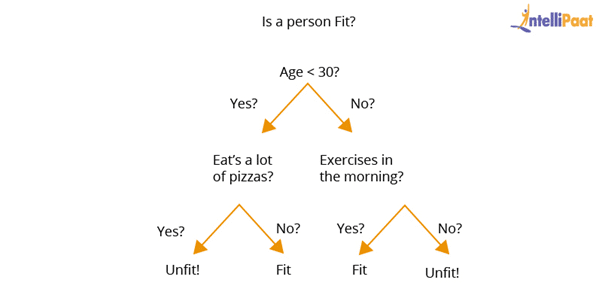 Is a person Fit?
IntelliPaat
Age < 30?
Yes?
No?
Eat's a lot
of pizzas?
Exercises in
the morning?
Yes?
No?
Yes?
No?
Unfit!
Fit
Fit
Unfit!